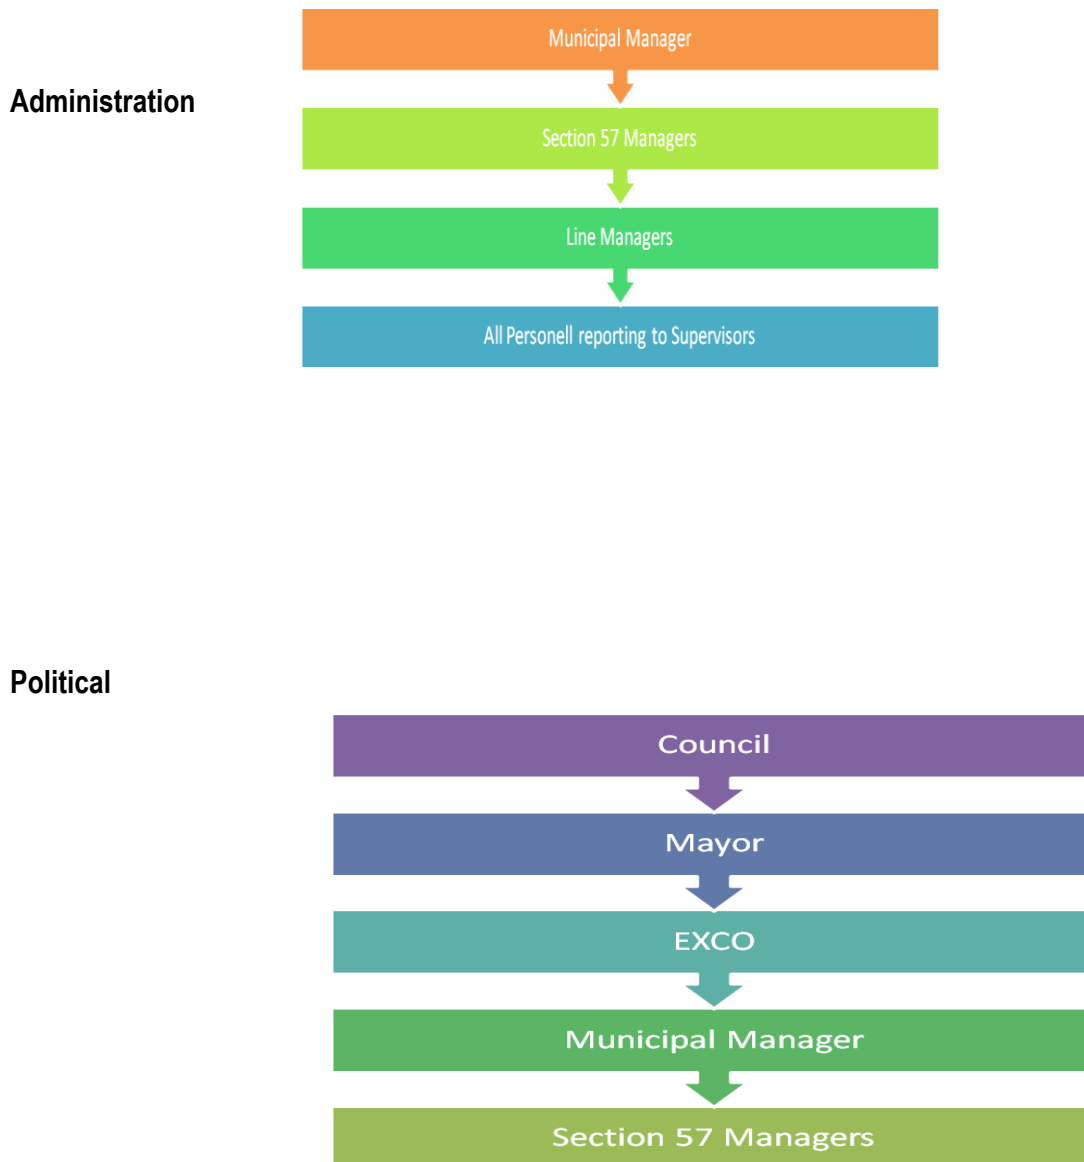 Municipal Manager
Administration
Section 57 Managers
Line Managers
All Personell reporting to Supervisors
Political
Council
Mayor
EXCO
Municipal Manager
Section 57 Managers